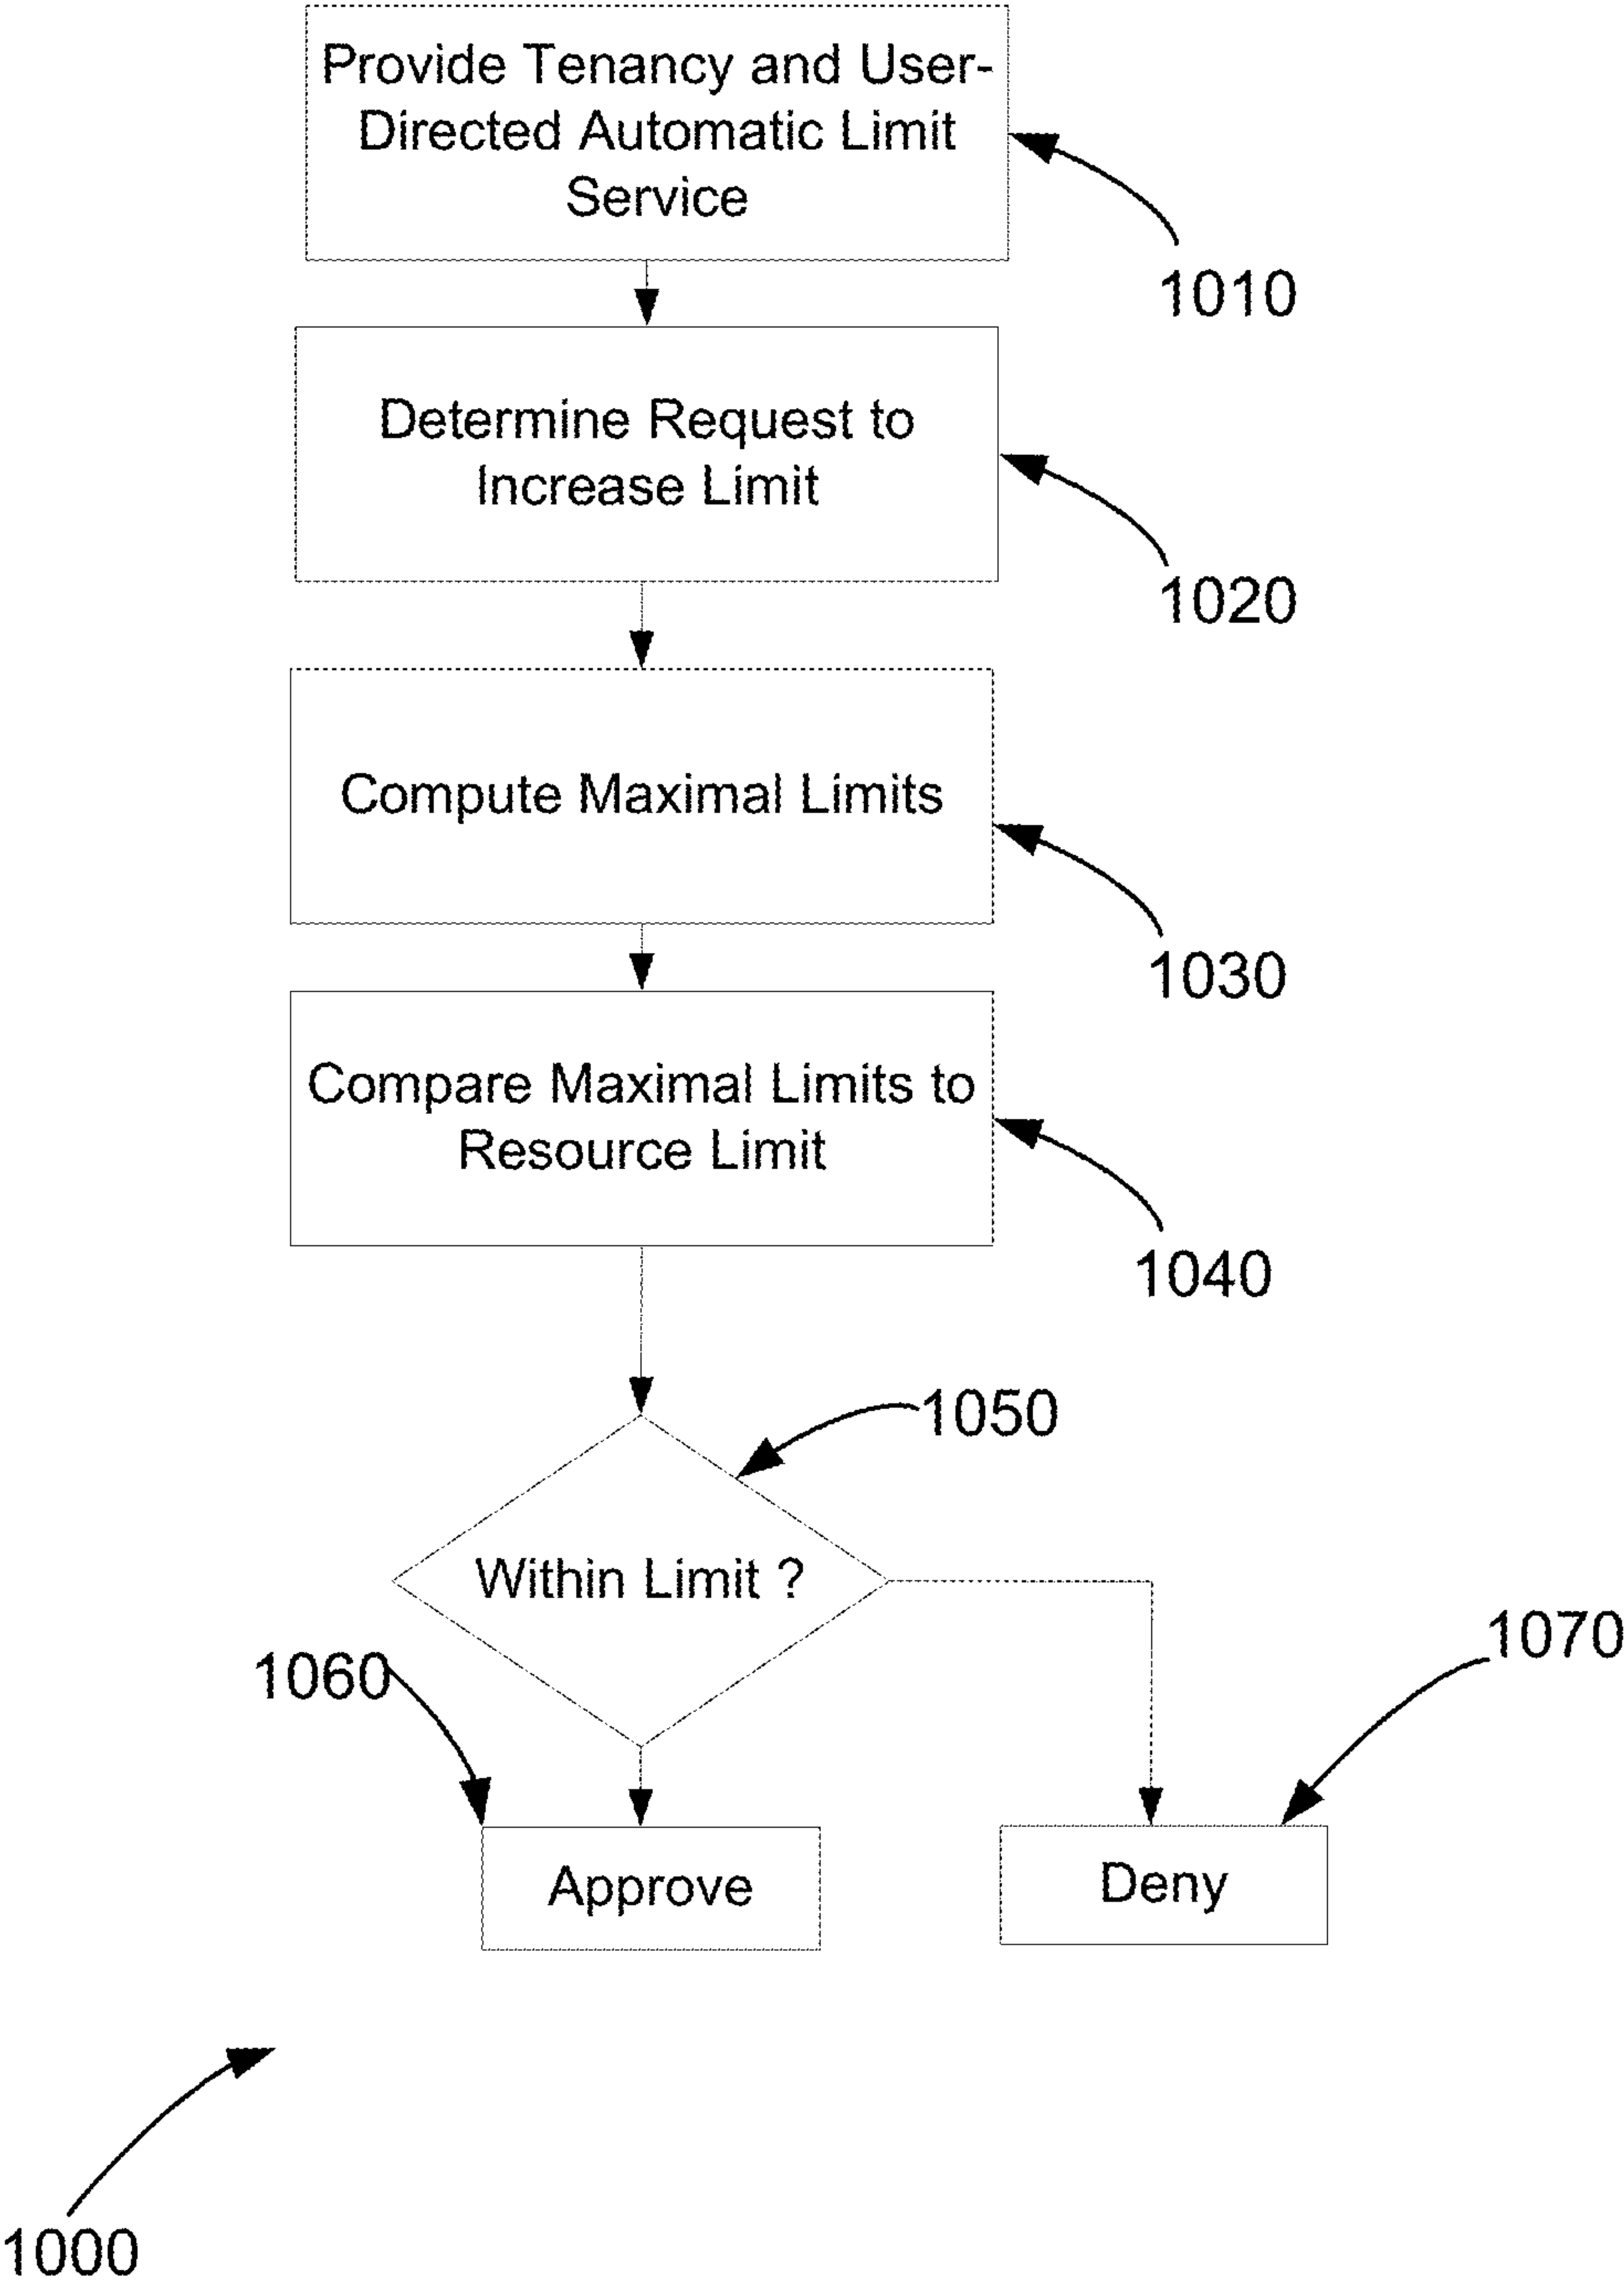 Provide Tenancy and User-
Directed Automatic Limit
Service
1010
Determine Request to
Increase Limit
1020
Compute Maximal Limits
1030
Compare Maximal Limits to
Resource Limit
1040
1050
Within Limit ?
1060
1070
Approve
Deny
1000